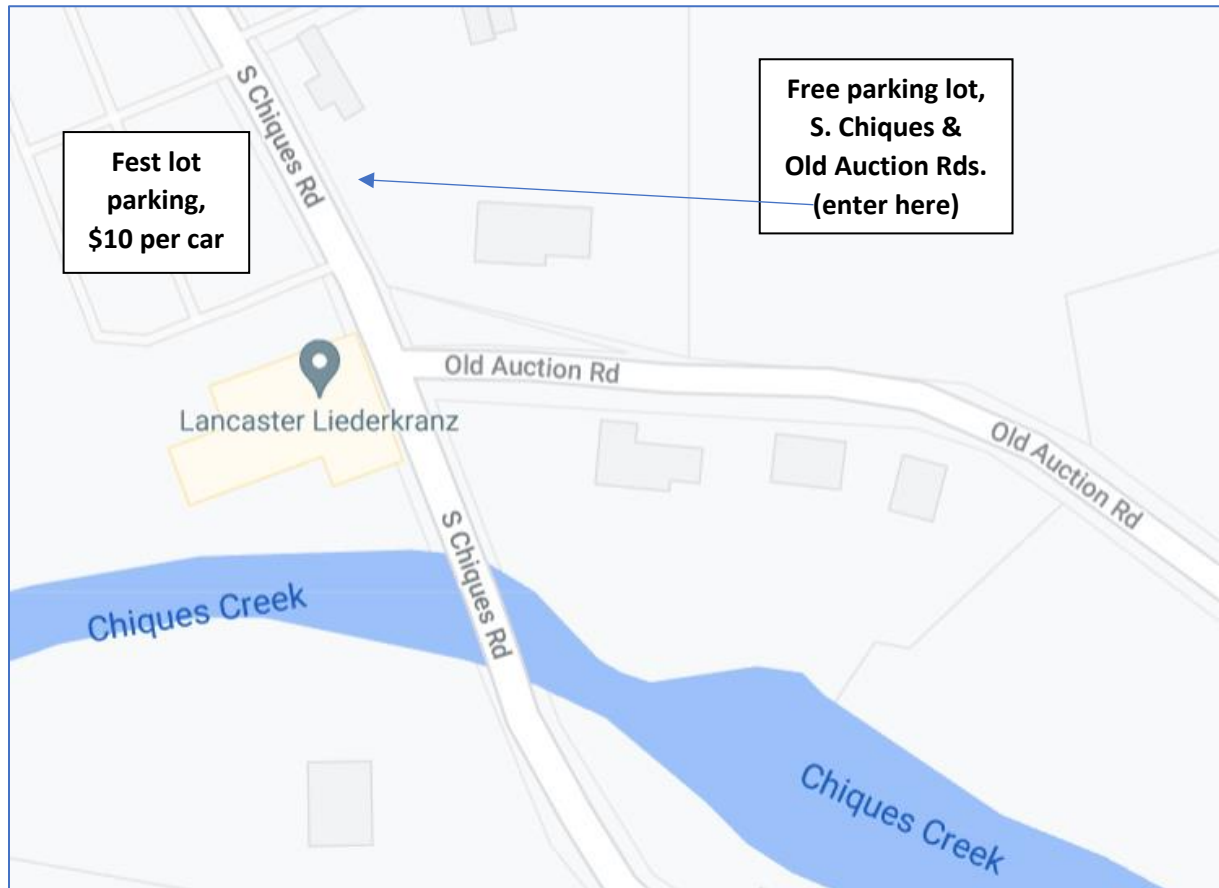 S Chiques Rd
Free parking lot,
S. Chiques &
Old Auction Rds.
(enter here)
Fest lot
parking,
$10 per car
Old Auction Rd
Lancaster Liederkranz
Old Auction Rd
S Chiques Rd
Chiques Creek
Chiques Creek